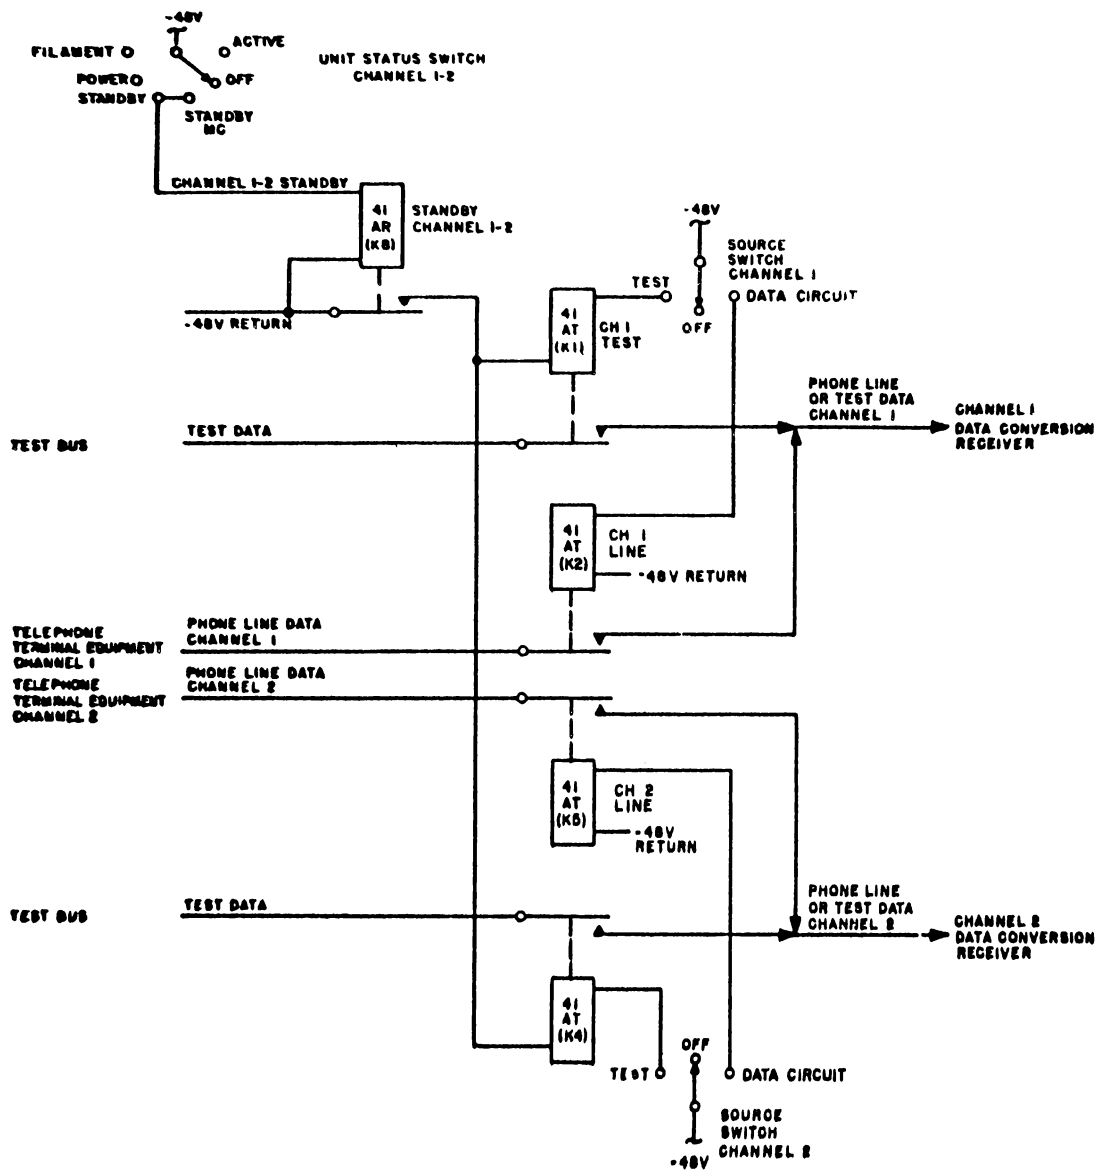 -48V
FILAMENT
ACTIVE
UNIT STATUS SWITCH
CHANNEL 1-2
POWER
OFF
STANDBY
STANDBY
MG
CHANNEL 1-2 STANDBY
41
AR
(K8)
STANDBY
CHANNEL 1-2
-48V
SOURCE
SWITCH
CHANNEL 1
TEST
DATA CIRCUIT
OFF
-48V RETURN
41
AT
(K1)
CH 1
TEST
PHONE LINE
OR TEST DATA
CHANNEL 1
CHANNEL 1
DATA CONVERSION
RECEIVER
TEST BUS
TEST DATA
41
AT
(K2)
CH 1
LINE
-48V RETURN
TELEPHONE
TERMINAL EQUIPMENT
CHANNEL 1
PHONE LINE DATA
CHANNEL 1
TELEPHONE
TERMINAL EQUIPMENT
CHANNEL 2
PHONE LINE DATA
CHANNEL 2
41
AT
(K5)
CH 2
LINE
-48V
RETURN
TEST BUS
TEST DATA
PHONE LINE
OR TEST DATA
CHANNEL 2
CHANNEL 2
DATA CONVERSION
RECEIVER
41
AT
(K4)
OFF
TEST
DATA CIRCUIT
SOURCE
SWITCH
CHANNEL 2
-48V